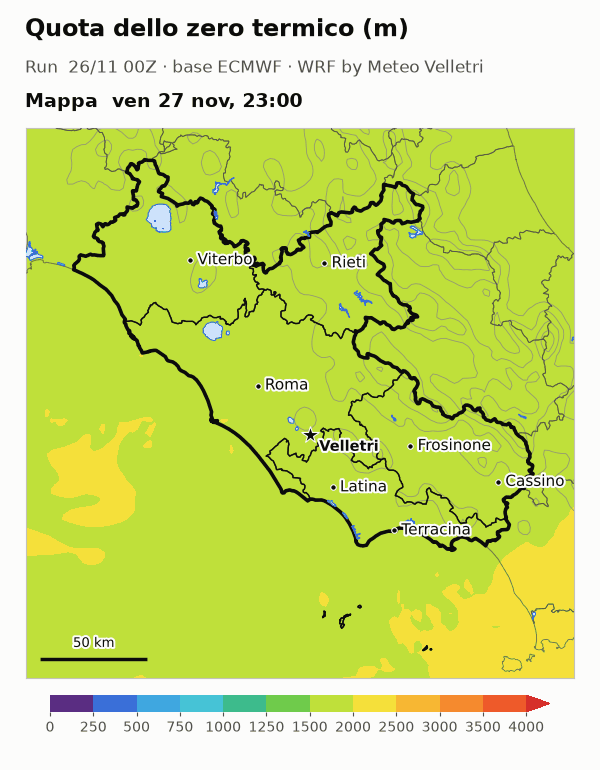 Quota dello zero termico (m)
Run 26/11 00Z · base ECMWF · WRF by Meteo Velletri
Mappa ven 27 nov, 23:00
Viterbo
Rieti
Roma
Velletri
Frosinone
Cassino
Latina
Terracina
50 km
0 250 500 750 1000 1250 1500 2000 2500 3000 3500 4000